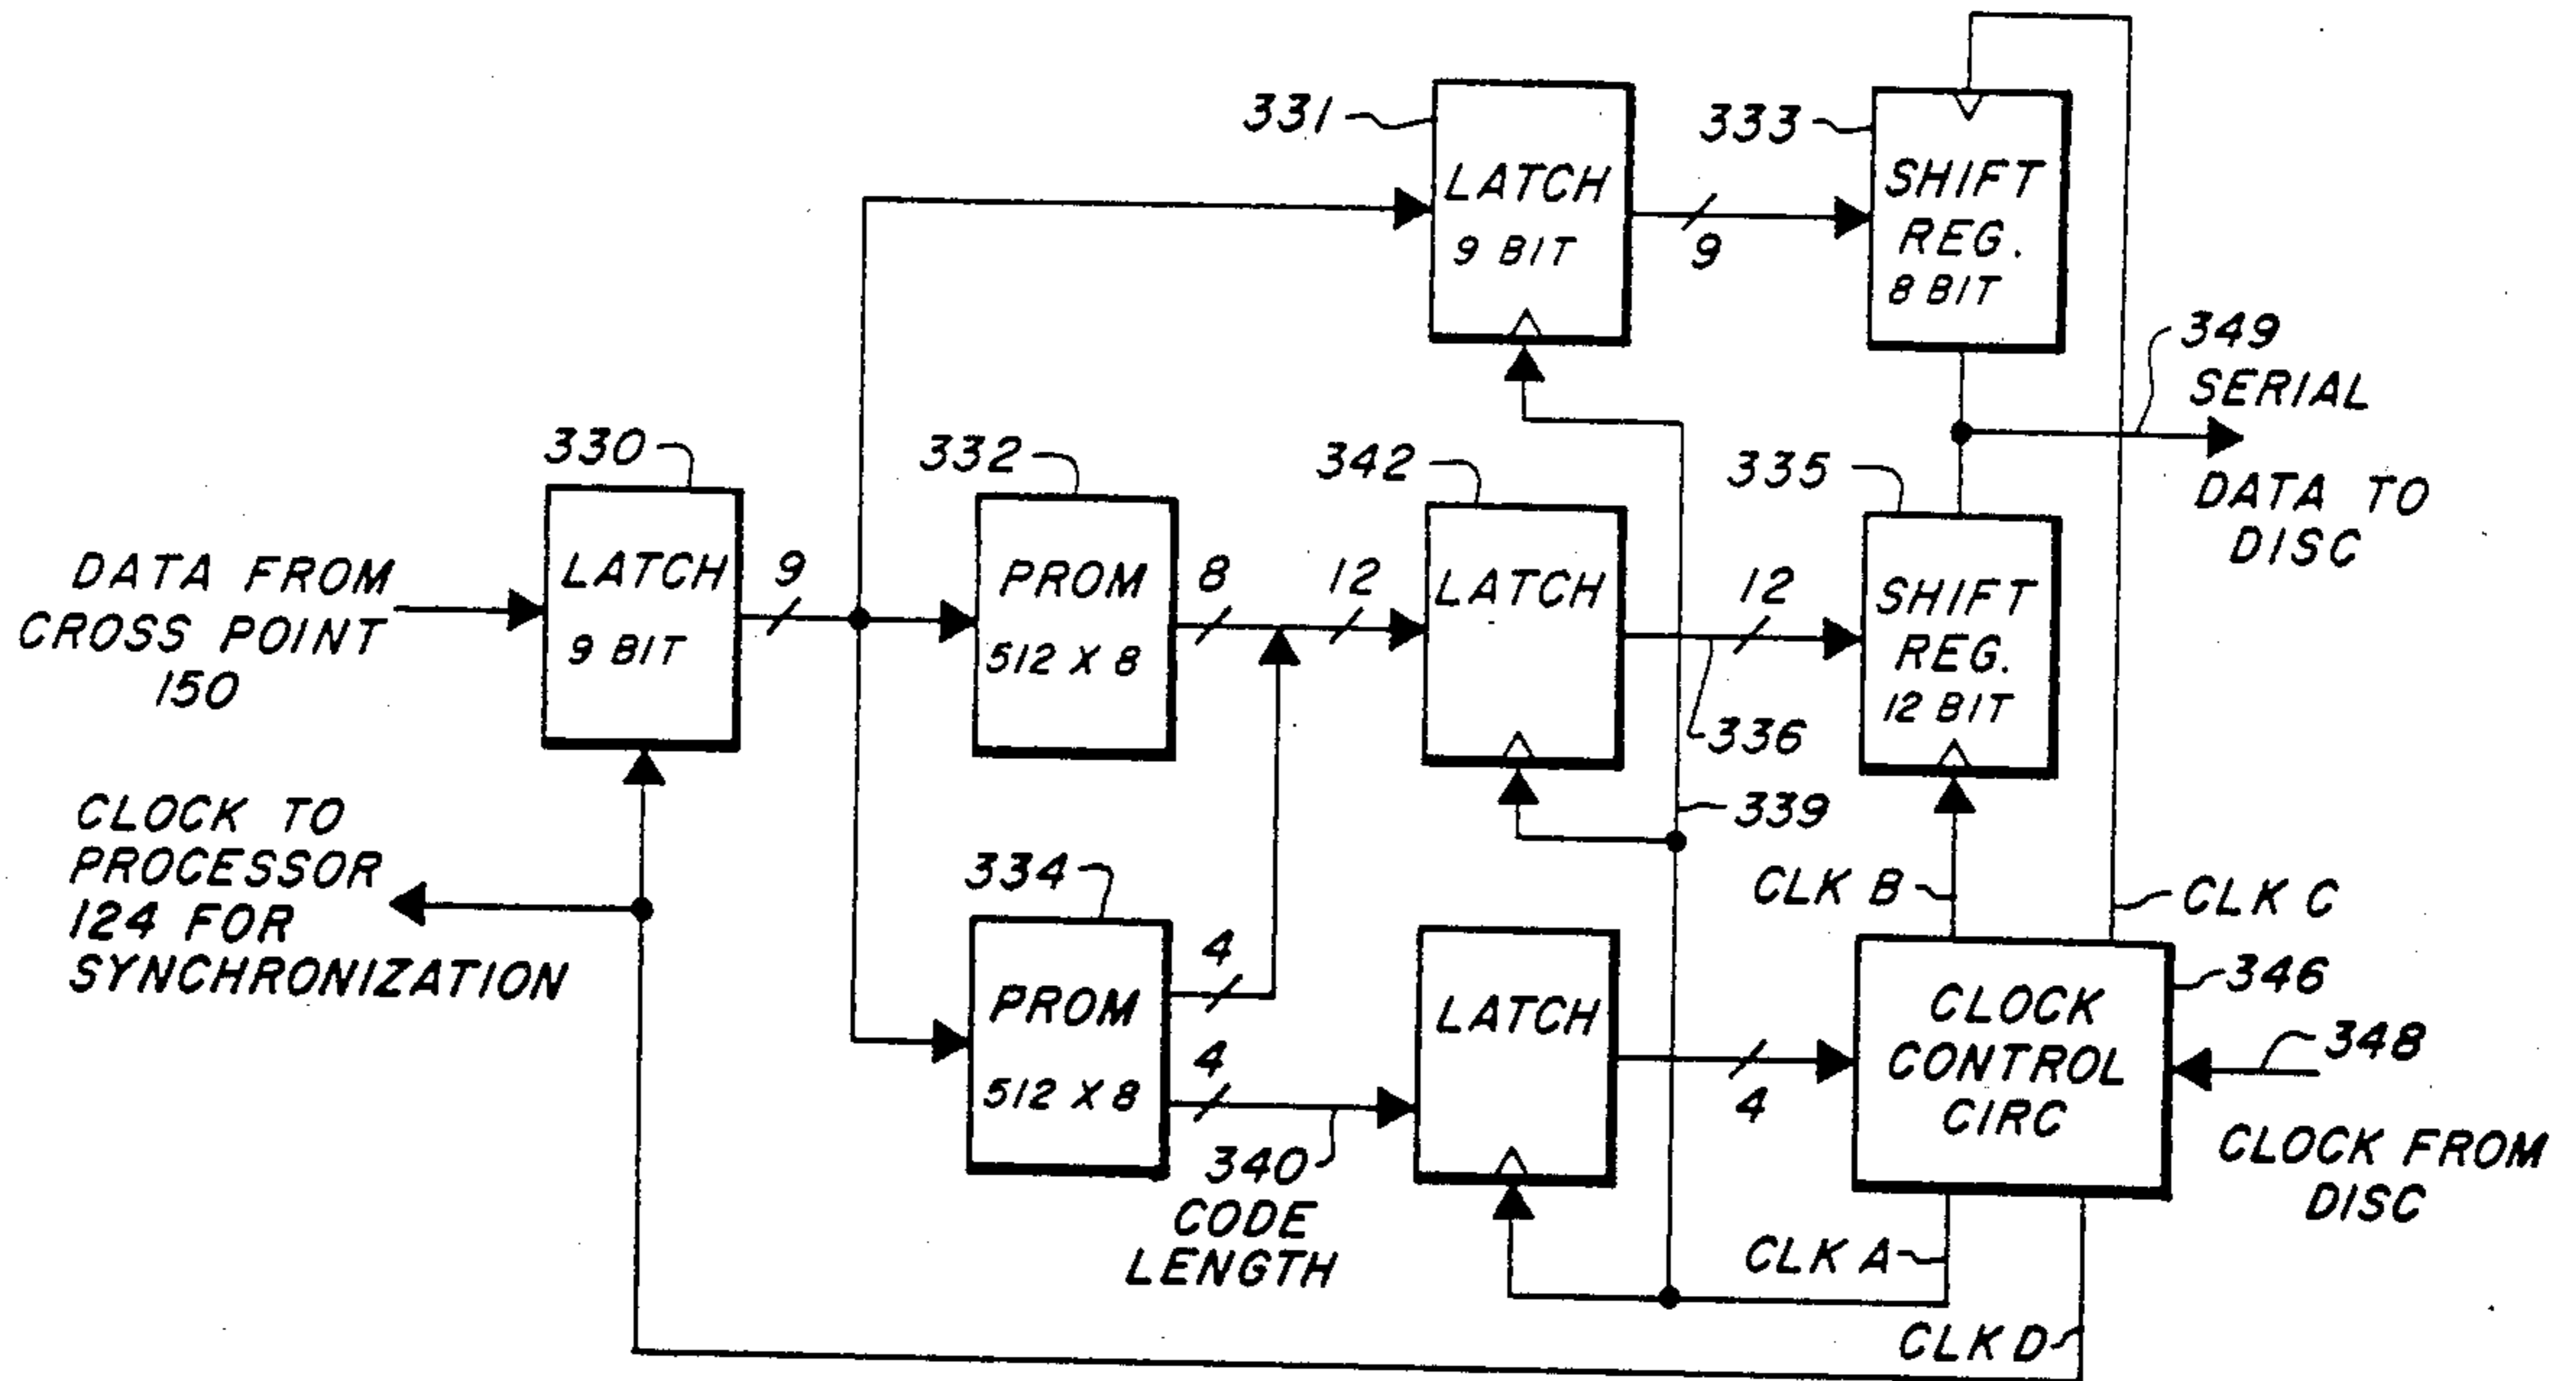 331
LATCH
9 BIT
9
333
SHIFT
REG.
8 BIT
349
SERIAL
DATA TO
DISC
330
LATCH
9 BIT
9
DATA FROM
CROSS POINT
150
332
PROM
512 X 8
8
12
342
LATCH
12
336
335
SHIFT
REG.
12 BIT
339
CLOCK TO
PROCESSOR
124 FOR
SYNCHRONIZATION
334
PROM
512 X 8
4
4
340
CODE
LENGTH
LATCH
4
CLK B
CLK C
346
CLOCK
CONTROL
CIRC
348
CLOCK FROM
DISC
CLK A
CLK D